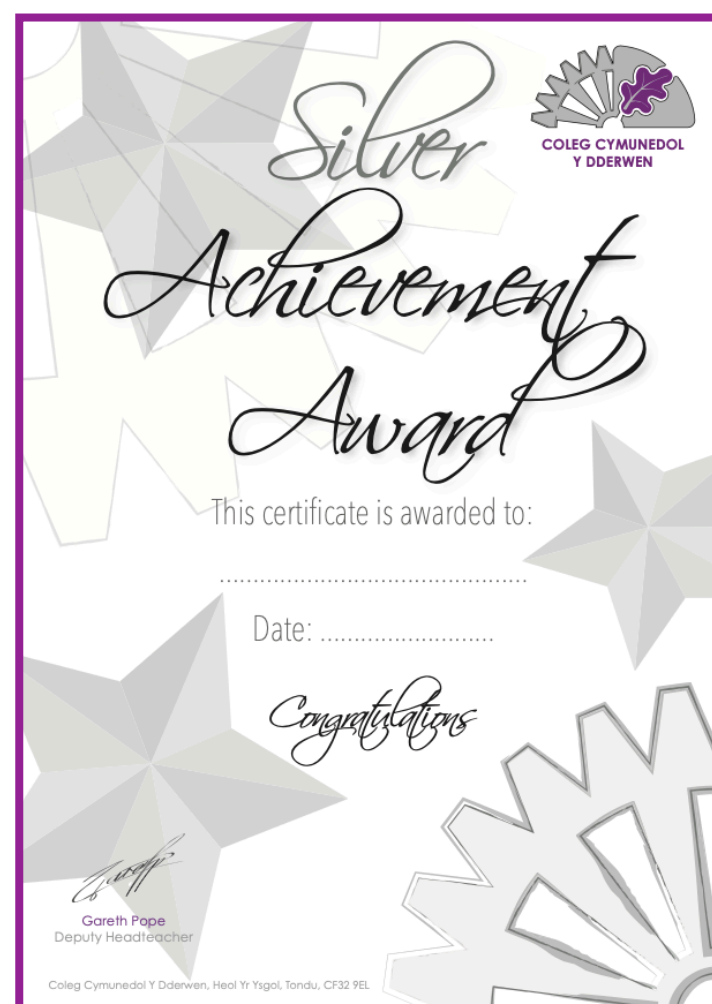 Silver
COLEG CYMUNEDOL
Y DDERWEN
Achievement
Award
This certificate is awarded to:
..............................................
Date: ..........................
Congratulations
Gareth Pope
Deputy Headteacher
Coleg Cymunedol Y Dderwen, Heol Yr Ysgol, Tondu, CF32 9EL